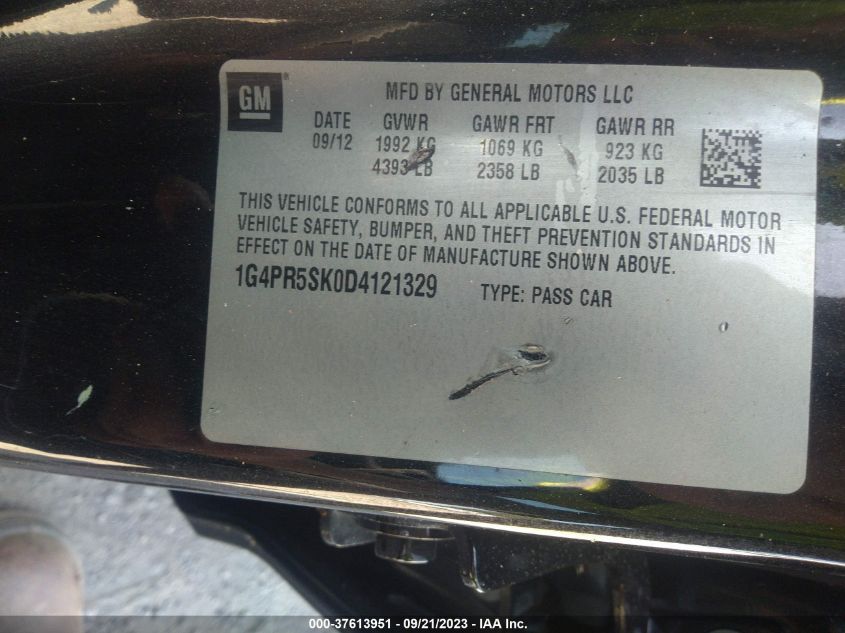 GM®
MFD BY GENERAL MOTORS LLC
DATE GVWR GAWR FRT GAWR RR
09/12 1992 KG 1069 KG 923 KG
4393 LB 2358 LB 2035 LB
THIS VEHICLE CONFORMS TO ALL APPLICABLE U.S. FEDERAL MOTOR
VEHICLE SAFETY, BUMPER, AND THEFT PREVENTION STANDARDS IN
EFFECT ON THE DATE OF MANUFACTURE SHOWN ABOVE.
1G4PR5SK0D4121329 TYPE: PASS CAR
000-37613951 - 09/21/2023 - IAA Inc.